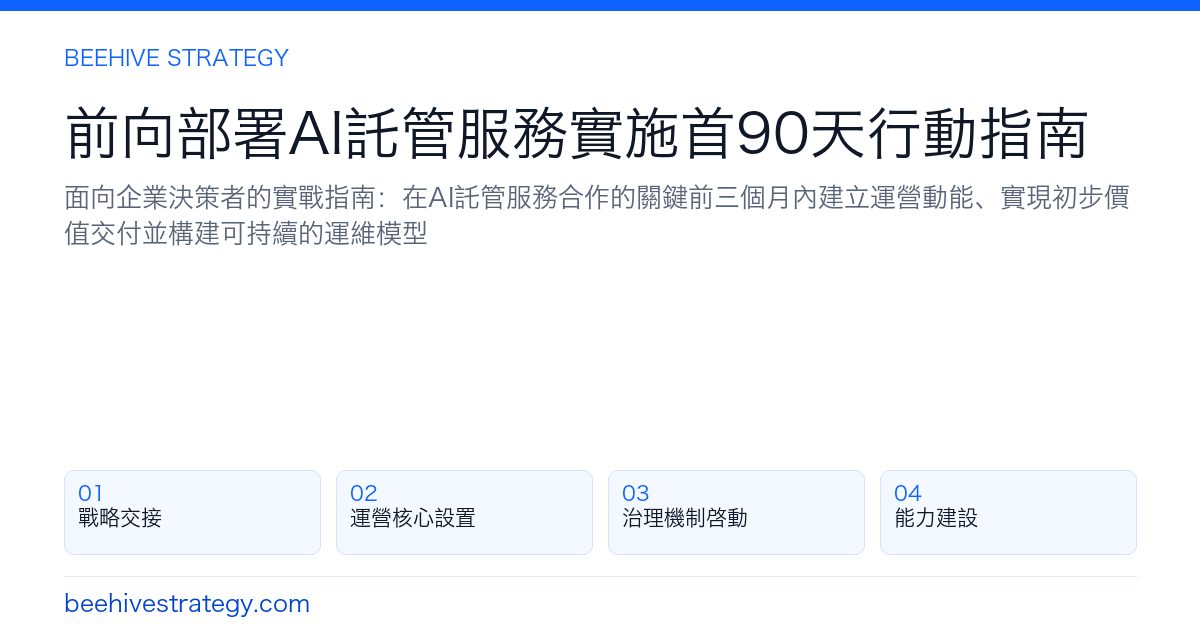 BEEHIVE STRATEGY
前向部署AI託管服務實施首90天行動指南
面向企業決策者的實戰指南：在AI託管服務合作的關鍵前三個月內建立運營動能、實現初步價
值交付並構建可持續的運維模型
01
戰略交接
02
運營核心設置
03
治理機制啓動
04
能力建設
beehivestrategy.com